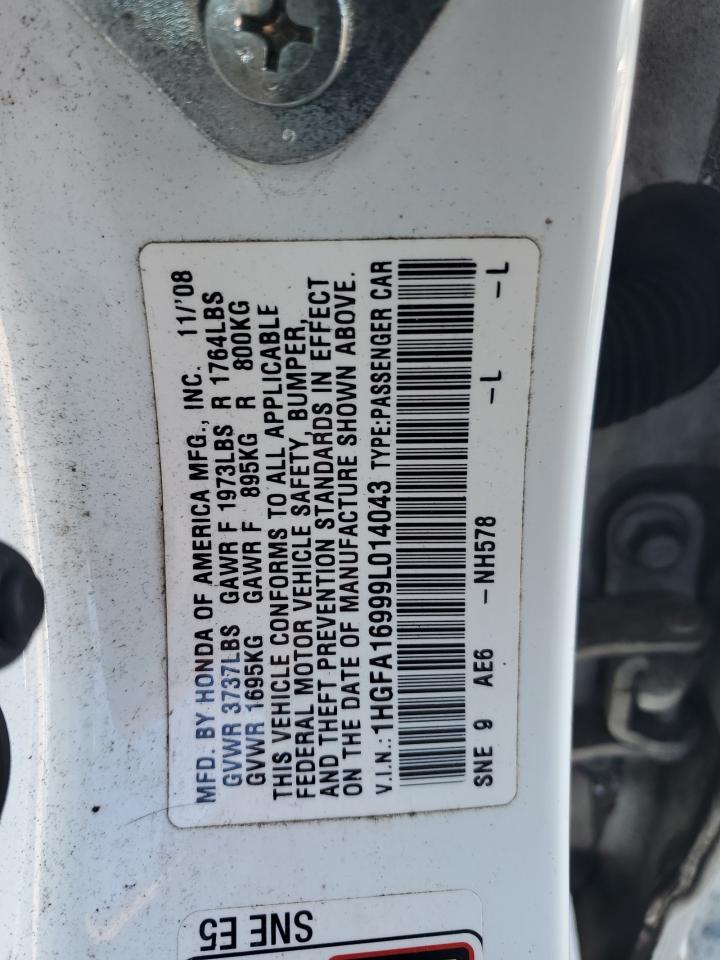 MFD. BY HONDA OF AMERICA MFG., INC. 11/'08
GVWR 3737LBS GAWR F 1973LBS R 1764LBS
GVWR 1695KG GAWR F 895KG R 800KG
THIS VEHICLE CONFORMS TO ALL APPLICABLE
FEDERAL MOTOR VEHICLE SAFETY, BUMPER,
AND THEFT PREVENTION STANDARDS IN EFFECT
ON THE DATE OF MANUFACTURE SHOWN ABOVE.
V.I.N.:1HGFA16999L014043 TYPE:PASSENGER CAR
SNE 9 AE6 -NH578 -L -L
SNE E5